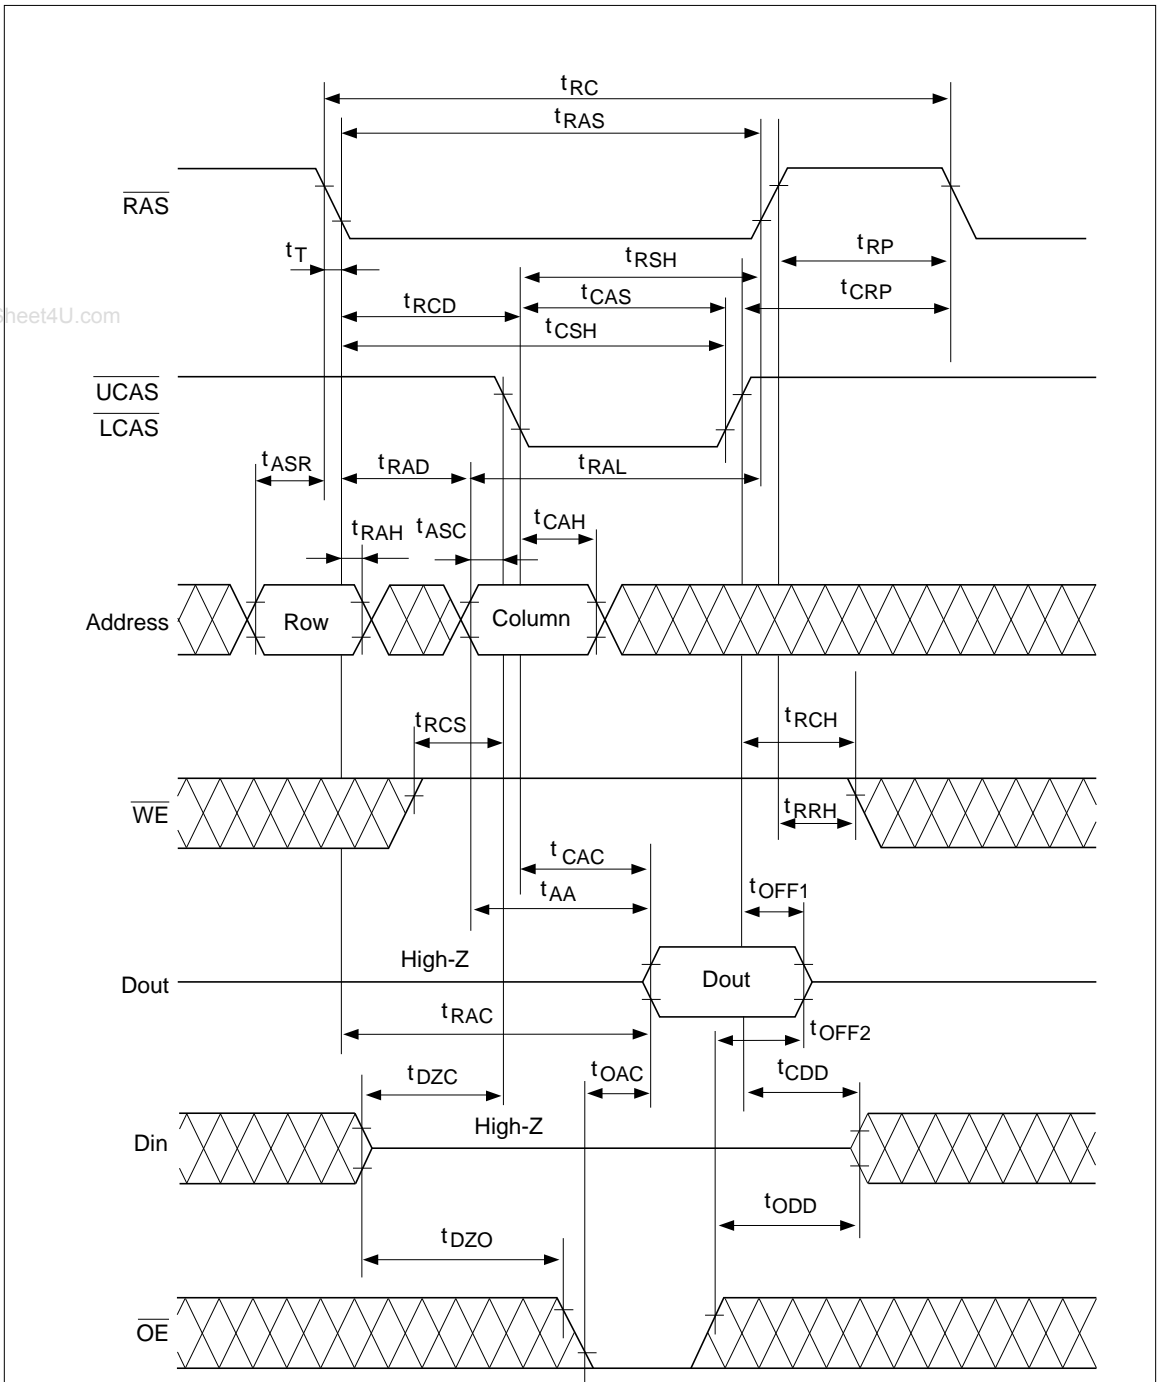 tRC
tRAS
RAS
tT
tRSH
tRP
tCAS
tCRP
tRCD
tCSH
heet4U.com
UCAS
LCAS
tASR
tRAD
tRAL
tRAH
tASC
tCAH
Address
Row
Column
tRCS
tRCH
WE
tRRH
tCAC
tAA
tOFF1
High-Z
Dout
Dout
tRAC
tOFF2
tDZC
tOAC
tCDD
Din
High-Z
tODD
tDZO
OE